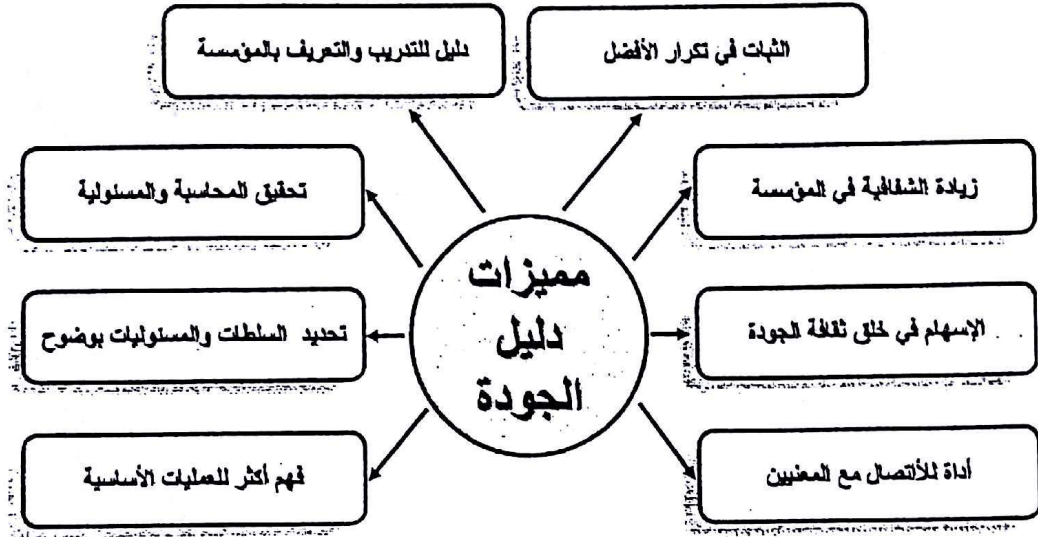 الثبات في تكرار الأفضل
دليل للتدريب والتعريف بالمؤسسة
زيادة الشفافية في المؤسسة
تحقيق المحاسبة والمسئولية
مميزات
دليل
الجودة
الإسهام في خلق ثقافة الجودة
تحديد السلطات والمسئوليات بوضوح
أداة للألتصال مع المعنيين
فهم أكثر للعمليات الأساسية